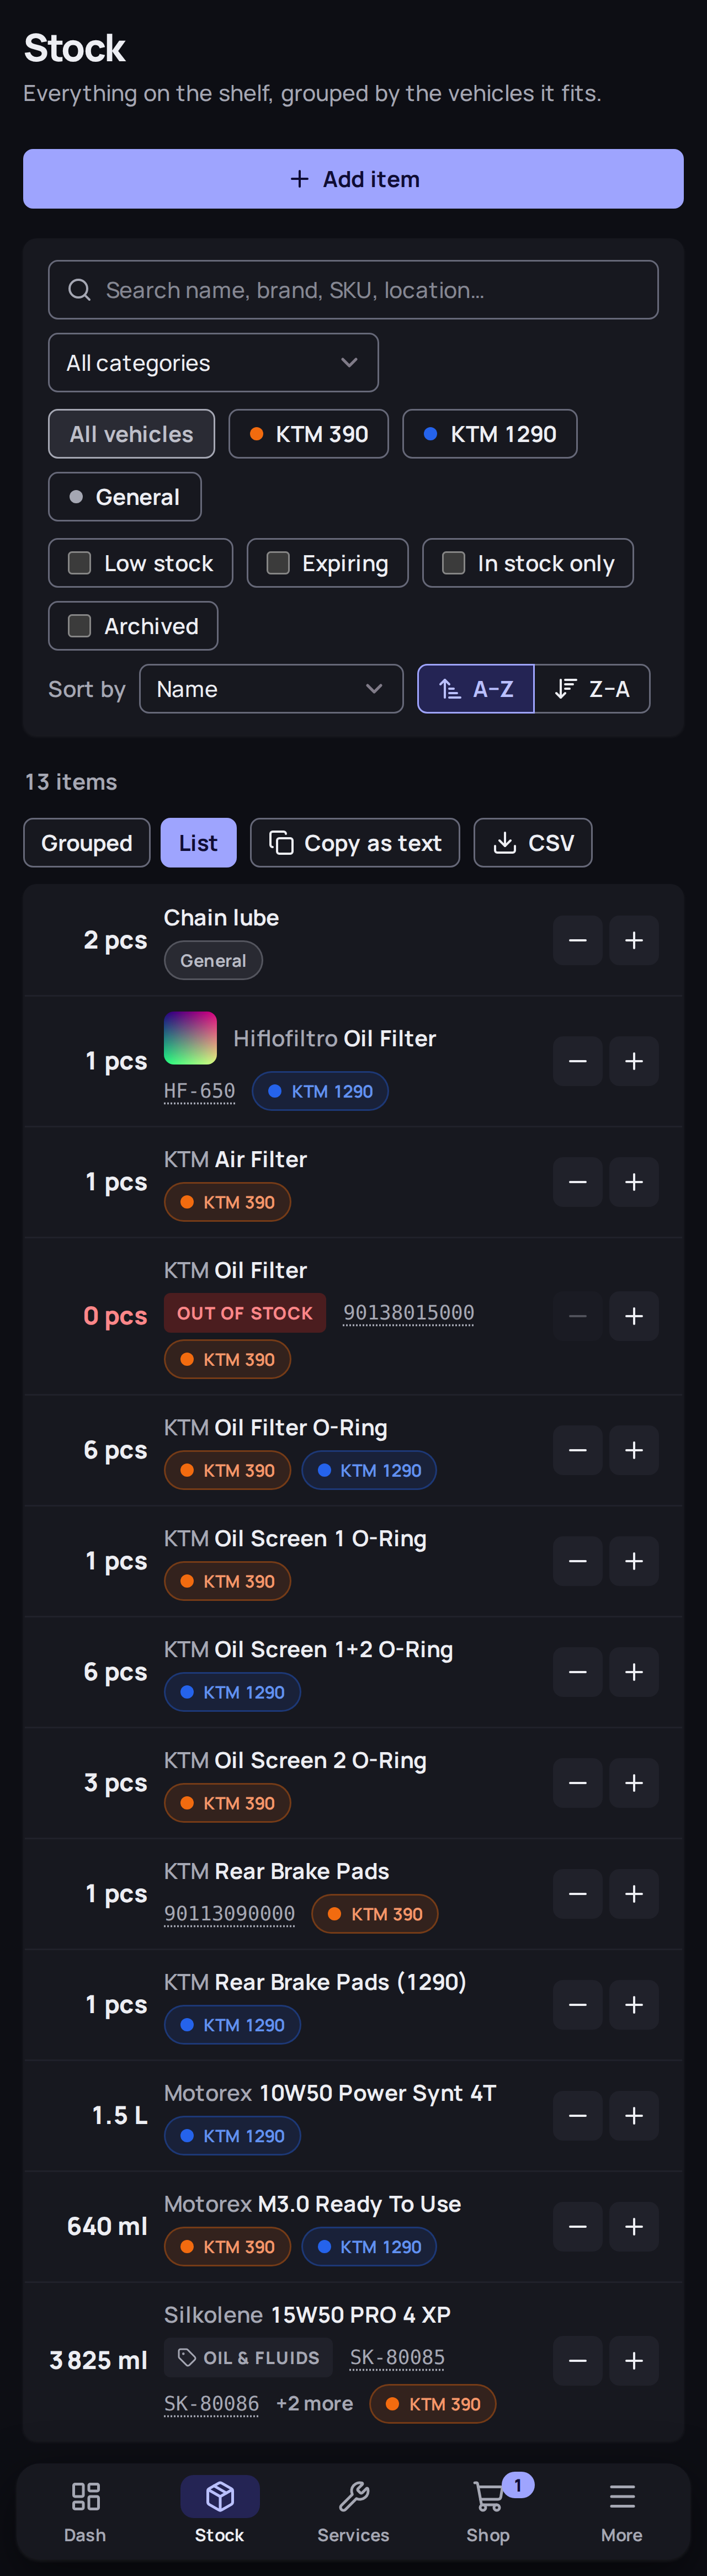 Stock
Everything on the shelf, grouped by the vehicles it fits.
+ Add item
Search name, brand, SKU, location…
All categories
All vehicles KTM 390 KTM 1290
General
Low stock Expiring In stock only
Archived
Sort by Name A–Z Z–A
13 items
Grouped List Copy as text CSV
Chain lube
2 pcs
General
Hiflofiltro Oil Filter
1 pcs
HF-650 KTM 1290
KTM Air Filter
1 pcs
KTM 390
KTM Oil Filter
0 pcs OUT OF STOCK 90138015000
KTM 390
KTM Oil Filter O-Ring
6 pcs
KTM 390 KTM 1290
KTM Oil Screen 1 O-Ring
1 pcs
KTM 390
KTM Oil Screen 1+2 O-Ring
6 pcs
KTM 1290
KTM Oil Screen 2 O-Ring
3 pcs
KTM 390
KTM Rear Brake Pads
1 pcs
90113090000 KTM 390
KTM Rear Brake Pads (1290)
1 pcs
KTM 1290
Motorex 10W50 Power Synt 4T
1.5 L
KTM 1290
Motorex M3.0 Ready To Use
640 ml
KTM 390 KTM 1290
Silkolene 15W50 PRO 4 XP
3 825 ml OIL & FLUIDS SK-80085
SK-80086 +2 more KTM 390
1
Dash Stock Services Shop More